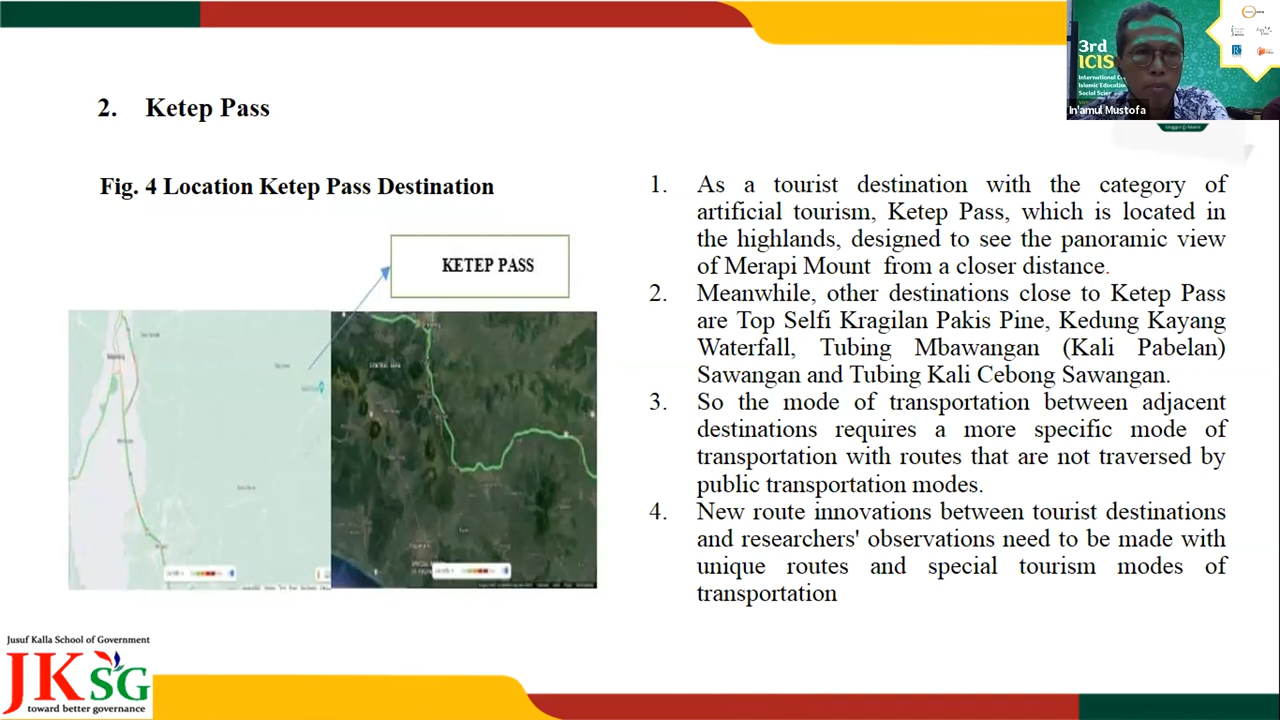 3rd
ICIS
International C
Islamic Education
Social Scien
In'amul Mustofa
2. Ketep Pass
Fig. 4 Location Ketep Pass Destination
KETEP PASS
1. As a tourist destination with the category of
artificial tourism, Ketep Pass, which is located in
the highlands, designed to see the panoramic view
of Merapi Mount from a closer distance.
2. Meanwhile, other destinations close to Ketep Pass
are Top Selfi Kragilan Pakis Pine, Kedung Kayang
Waterfall, Tubing Mbawangan (Kali Pabelan)
Sawangan and Tubing Kali Cebong Sawangan.
3. So the mode of transportation between adjacent
destinations requires a more specific mode of
transportation with routes that are not traversed by
public transportation modes.
4. New route innovations between tourist destinations
and researchers' observations need to be made with
unique routes and special tourism modes of
transportation
Jusuf Kalla School of Government
JKSG
toward better governance